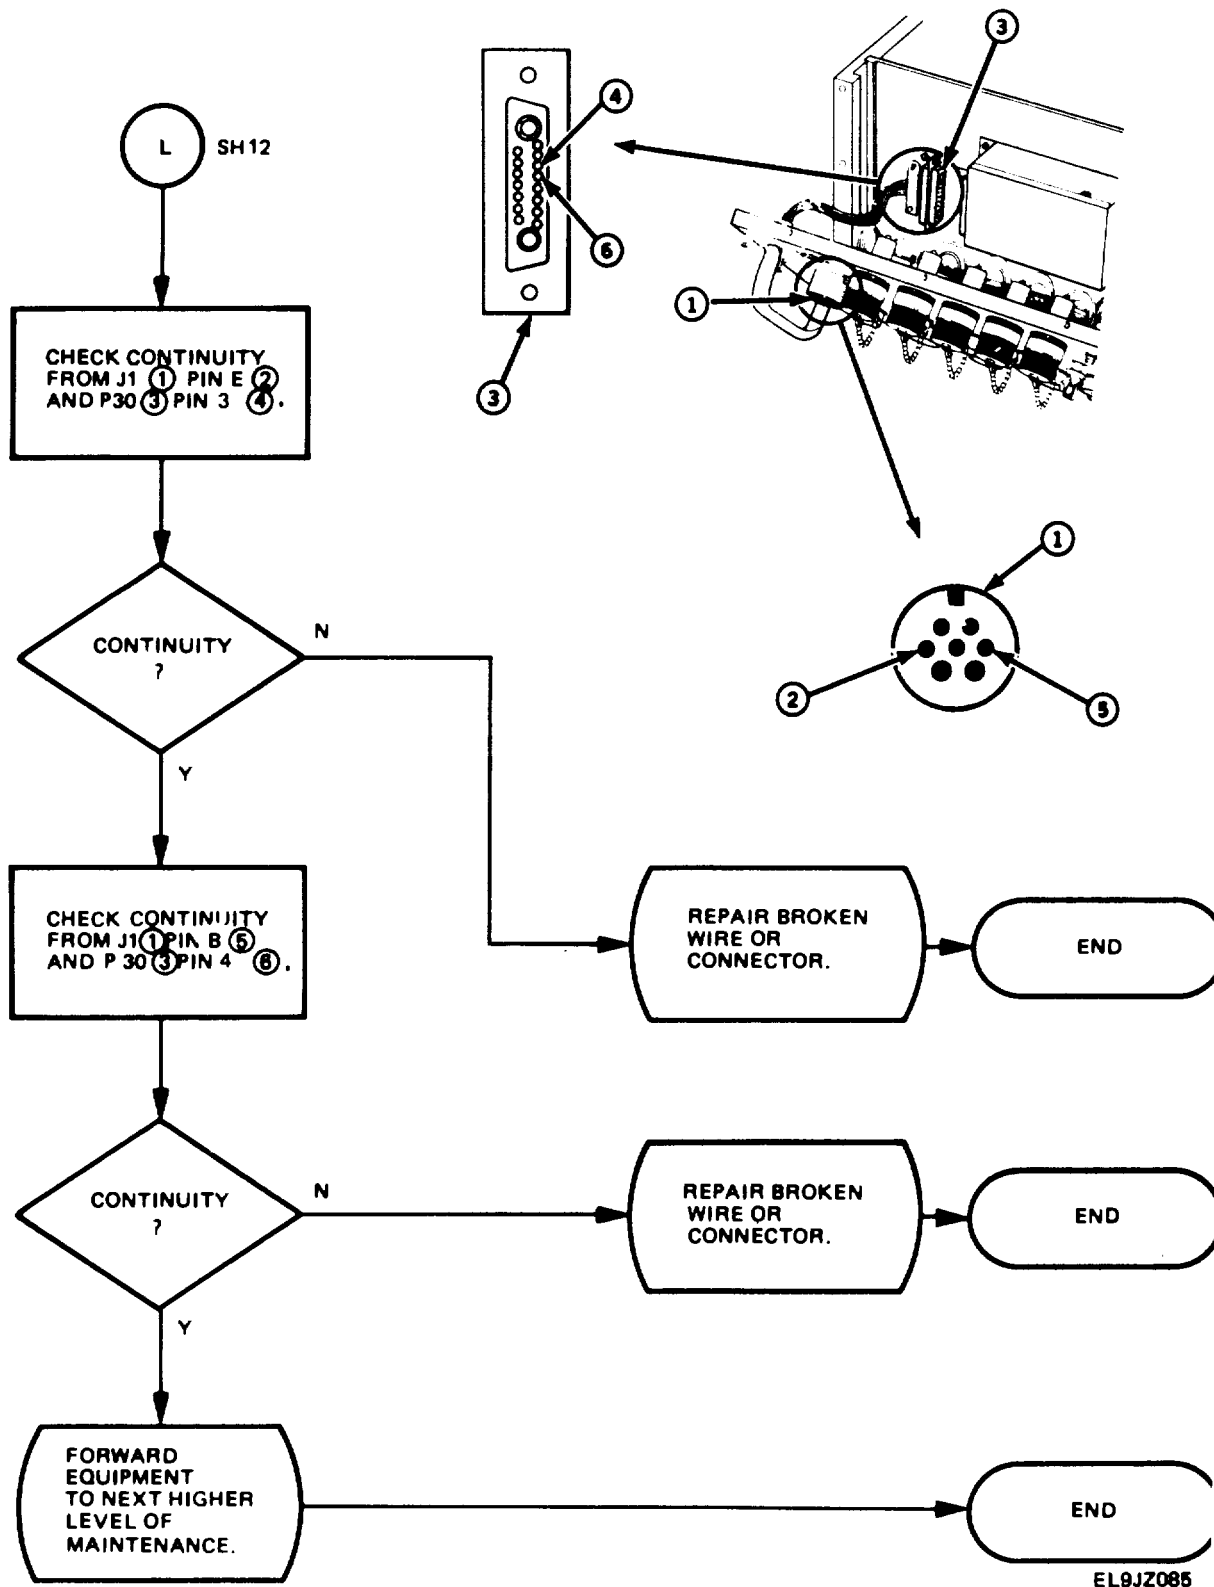 L SH 12
3
4
6
1
3
CHECK CONTINUITY
FROM J1 1 PIN E 2
AND P30 3 PIN 3 4.
1
2
5
CONTINUITY
?
N
Y
CHECK CONTINUITY
FROM J1 1 PIN B 5
AND P 30 3 PIN 4 6.
REPAIR BROKEN
WIRE OR
CONNECTOR.
END
CONTINUITY
?
N
Y
REPAIR BROKEN
WIRE OR
CONNECTOR.
END
FORWARD
EQUIPMENT
TO NEXT HIGHER
LEVEL OF
MAINTENANCE.
END
EL9JZ085